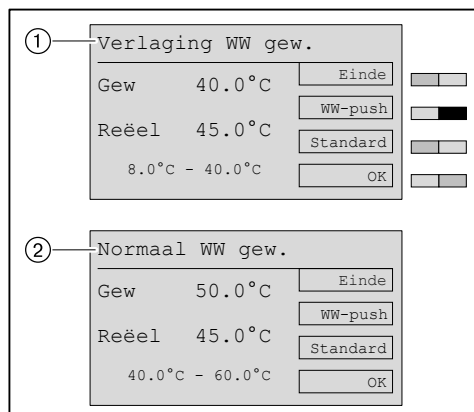 ① Verlaging WW gew.
Gew 40.0°C Einde
WW-push
Reëel 45.0°C Standard
8.0°C - 40.0°C OK
② Normaal WW gew.
Gew 50.0°C Einde
WW-push
Reëel 45.0°C Standard
40.0°C - 60.0°C OK